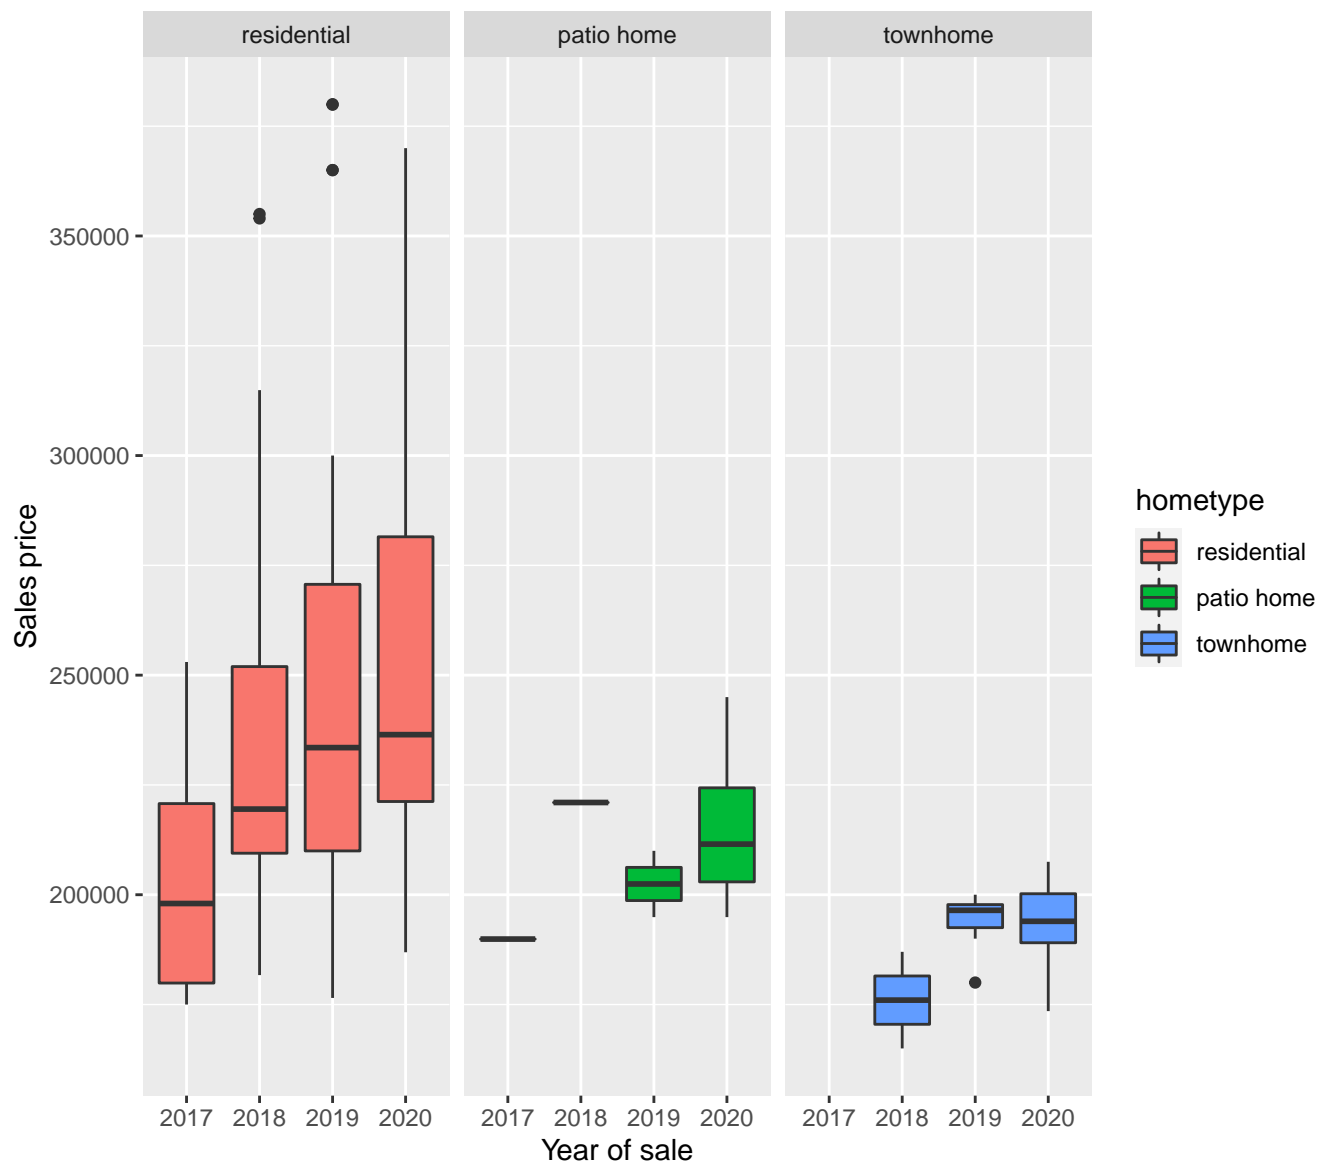 residential patio home townhome
350000
300000
250000
200000
Sales price
2017 2018 2019 2020 2017 2018 2019 2020 2017 2018 2019 2020
Year of sale
hometype
residential
patio home
townhome